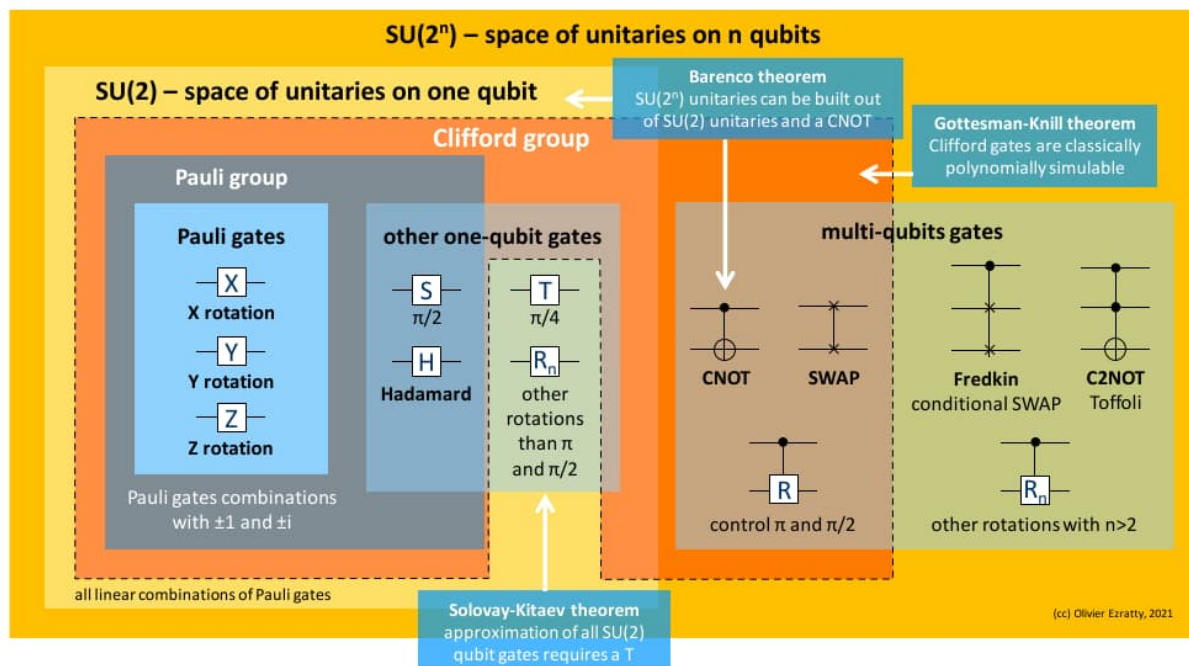 SU(2ⁿ) – space of unitaries on n qubits
SU(2) – space of unitaries on one qubit
Barenco theorem
SU(2ⁿ) unitaries can be built out
of SU(2) unitaries and a CNOT
Gottesman-Knill theorem
Clifford gates are classically
polynomially simulable
Clifford group
Pauli group
Pauli gates
X
X rotation
Y
Y rotation
Z
Z rotation
Pauli gates combinations
with ±1 and ±i
other one-qubit gates
S
π/2
T
π/4
H
Hadamard
Rₙ
other
rotations
than π
and π/2
multi-qubits gates
CNOT
SWAP
Fredkin
conditional SWAP
C2NOT
Toffoli
R
control π and π/2
Rₙ
other rotations with n>2
all linear combinations of Pauli gates
Solovay-Kitaev theorem
approximation of all SU(2)
qubit gates requires a T
(cc) Olivier Ezratty, 2021